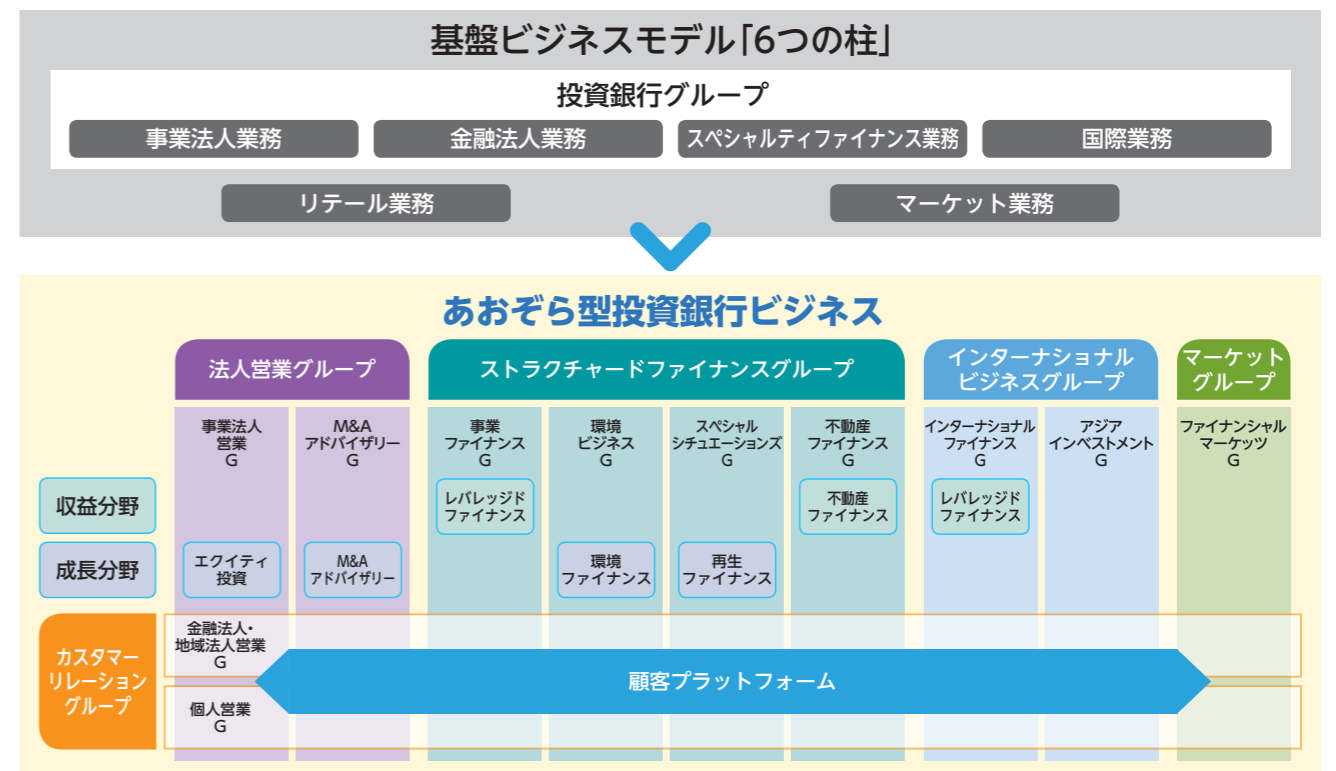 基盤ビジネスモデル「6つの柱」
投資銀行グループ
事業法人業務
金融法人業務
スペシャルティファイナンス業務
国際業務
リテール業務
マーケット業務
あおぞら型投資銀行ビジネス
法人営業グループ
ストラクチャードファイナンスグループ
インターナショナル
ビジネスグループ
マーケット
グループ
事業法人
営業
G
M&A
アドバイザリー
G
事業
ファイナンス
G
環境
ビジネス
G
スペシャル
シチュエーションズ
G
不動産
ファイナンス
G
インターナショナル
ファイナンス
G
アジア
インベストメント
G
ファイナンシャル
マーケッツ
G
収益分野
レバレッジド
ファイナンス
不動産
ファイナンス
レバレッジド
ファイナンス
成長分野
エクイティ
投資
M&A
アドバイザリー
環境
ファイナンス
再生
ファイナンス
カスタマー
リレーション
グループ
金融法人・
地域法人営業
G
顧客プラットフォーム
個人営業
G